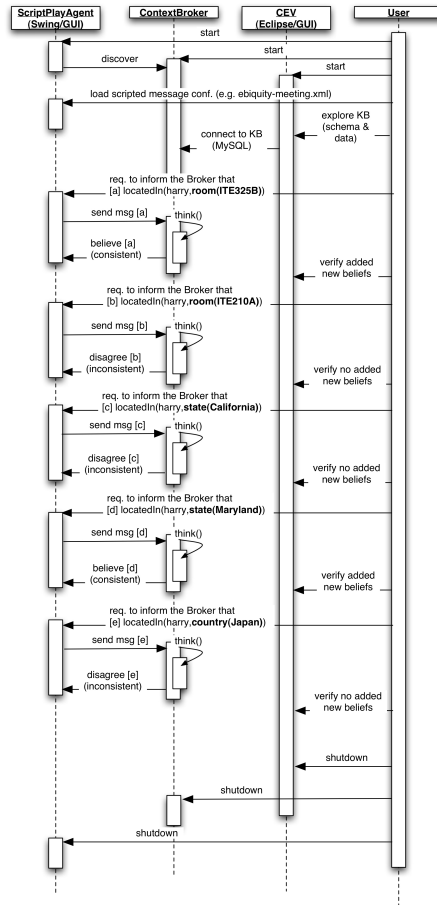 ScriptPlayAgent
(Swing/GUI)
ContextBroker
CEV
(Eclipse/GUI)
User
start
start
discover
start
load scripted message conf. (e.g. ebiquity-meeting.xml)
explore KB
(schema &
data)
connect to KB
(MySQL)
req. to inform the Broker that
[a] locatedIn(harry,room(ITE325B))
send msg [a]
think()
believe [a]
(consistent)
verify added
new beliefs
req. to inform the Broker that
[b] locatedIn(harry,room(ITE210A))
send msg [b]
think()
disagree [b]
(inconsistent)
verify no added
new beliefs
req. to inform the Broker that
[c] locatedIn(harry,state(California))
send msg [c]
think()
disagree [c]
(inconsistent)
verify no added
new beliefs
req. to inform the Broker that
[d] locatedIn(harry,state(Maryland))
send msg [d]
think()
believe [d]
(consistent)
verify added
new beliefs
req. to inform the Broker that
[e] locatedIn(harry,country(Japan))
send msg [e]
think()
disagree [e]
(inconsistent)
verify no added
new beliefs
shutdown
shutdown
shutdown